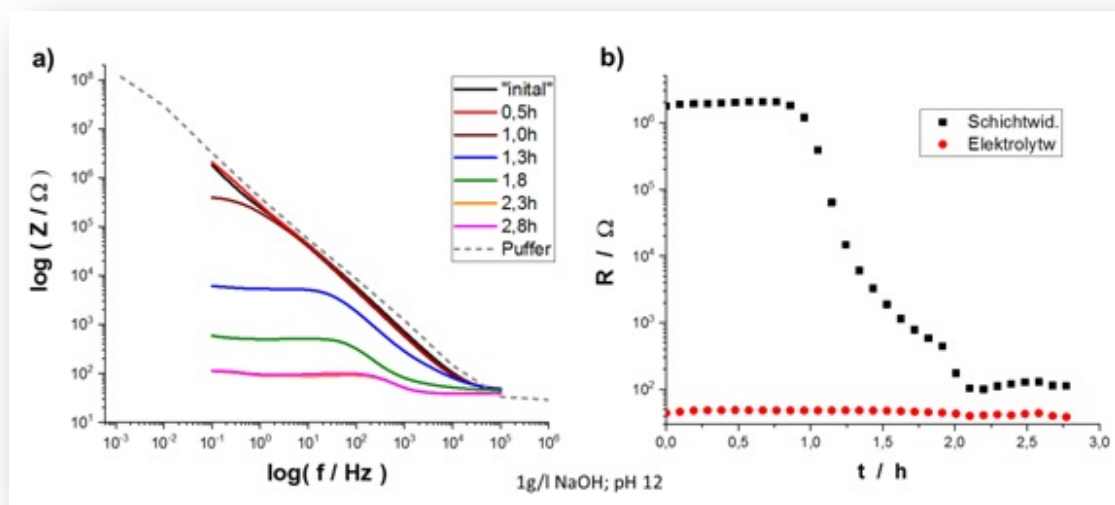 a)
log ( Z / Ω )
10⁸
10⁷
10⁶
10⁵
10⁴
10³
10²
10¹
10⁻³ 10⁻² 10⁻¹ 10⁰ 10¹ 10² 10³ 10⁴ 10⁵ 10⁶
log( f / Hz )
"inital"
0,5h
1,0h
1,3h
1,8
2,3h
2,8h
Puffer
b)
R / Ω
10⁶
10⁵
10⁴
10³
10²
0,0 0,5 1,0 1,5 2,0 2,5 3,0
t / h
Schichtwid.
Elektrolytw
1g/l NaOH; pH 12